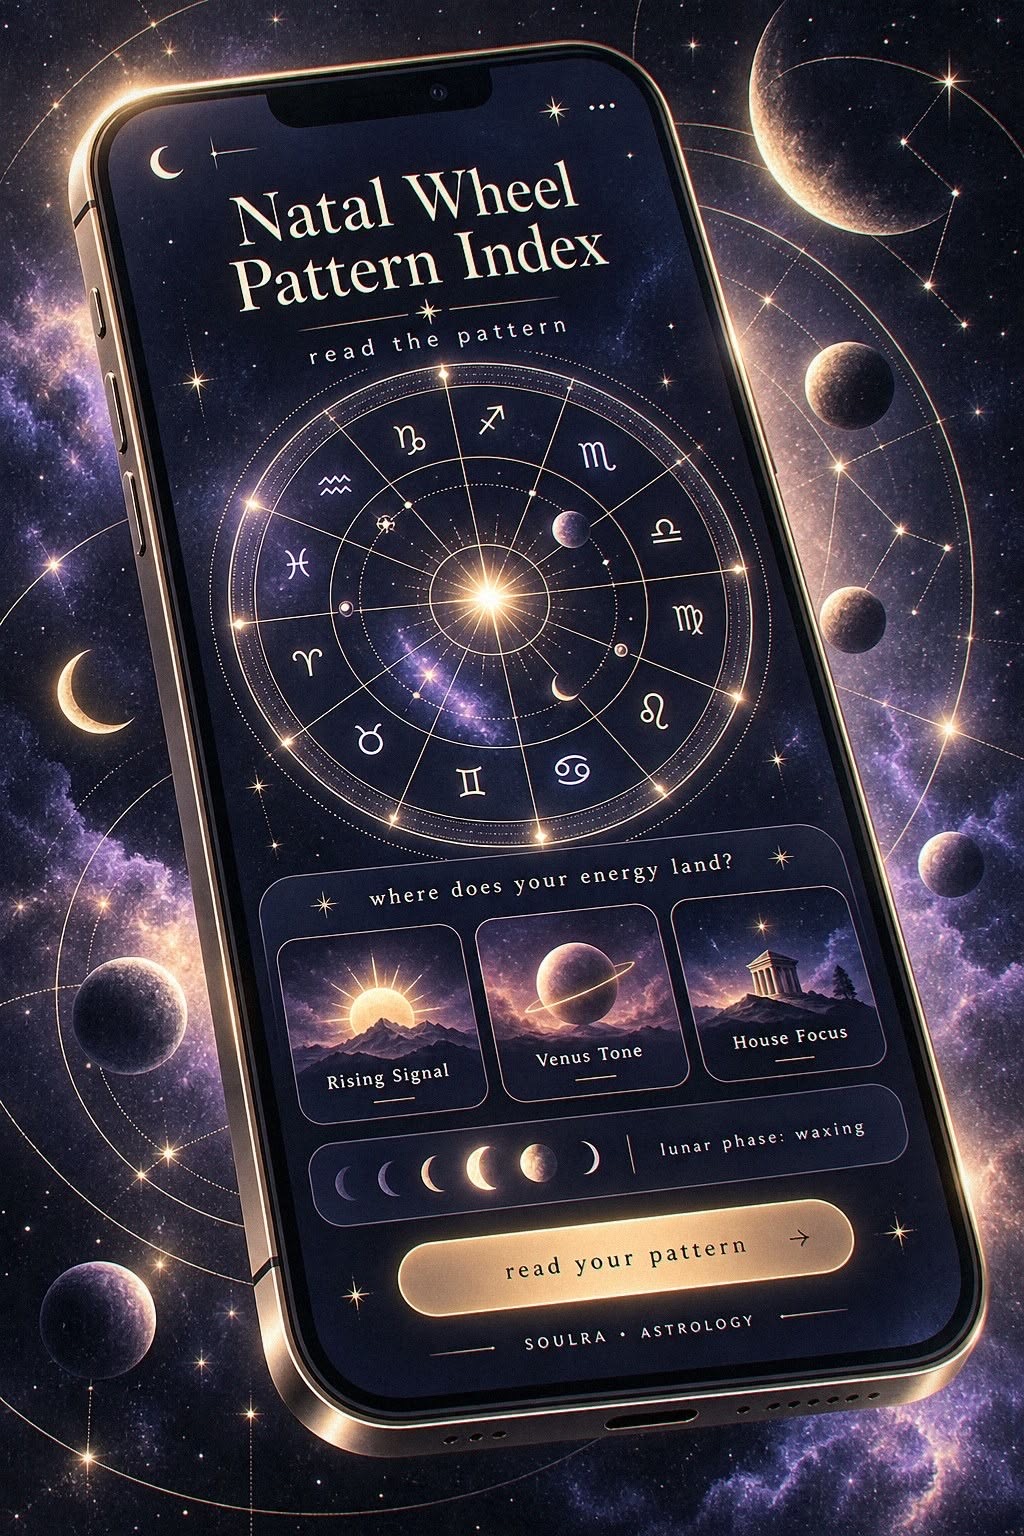 Natal Wheel
Pattern Index
read the pattern
♐
♑
♏
♒
♎
♓
♍
♈
♌
♉
♊
♋
where does your energy land?
Rising Signal
Venus Tone
House Focus
lunar phase: waxing
read your pattern →
SOULRA • ASTROLOGY